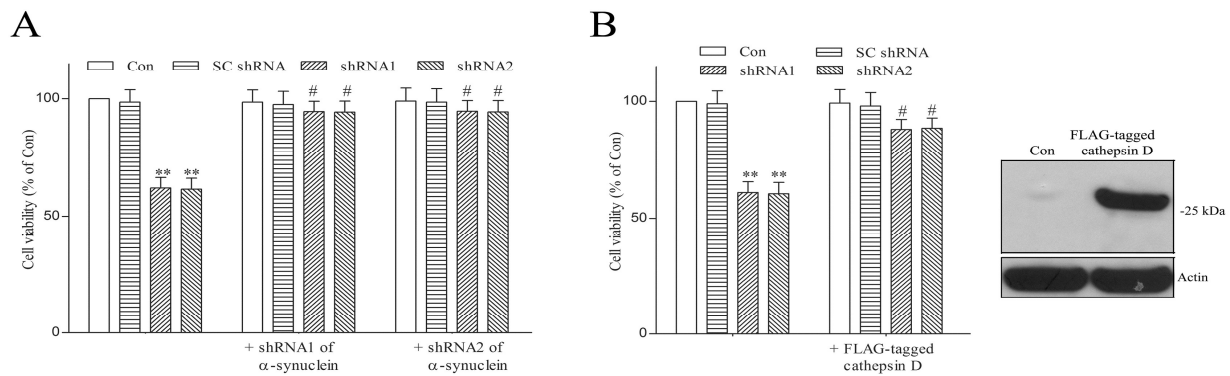 A
Con SC shRNA shRNA1 shRNA2
Cell viability (% of Con)
100
50
0
** **
# #
# #
+ shRNA1 of
α-synuclein
+ shRNA2 of
α-synuclein
B
Con SC shRNA
shRNA1 shRNA2
Cell viability (% of Con)
100
50
0
** **
# #
+ FLAG-tagged
cathepsin D
Con
FLAG-tagged
cathepsin D
-25 kDa
Actin